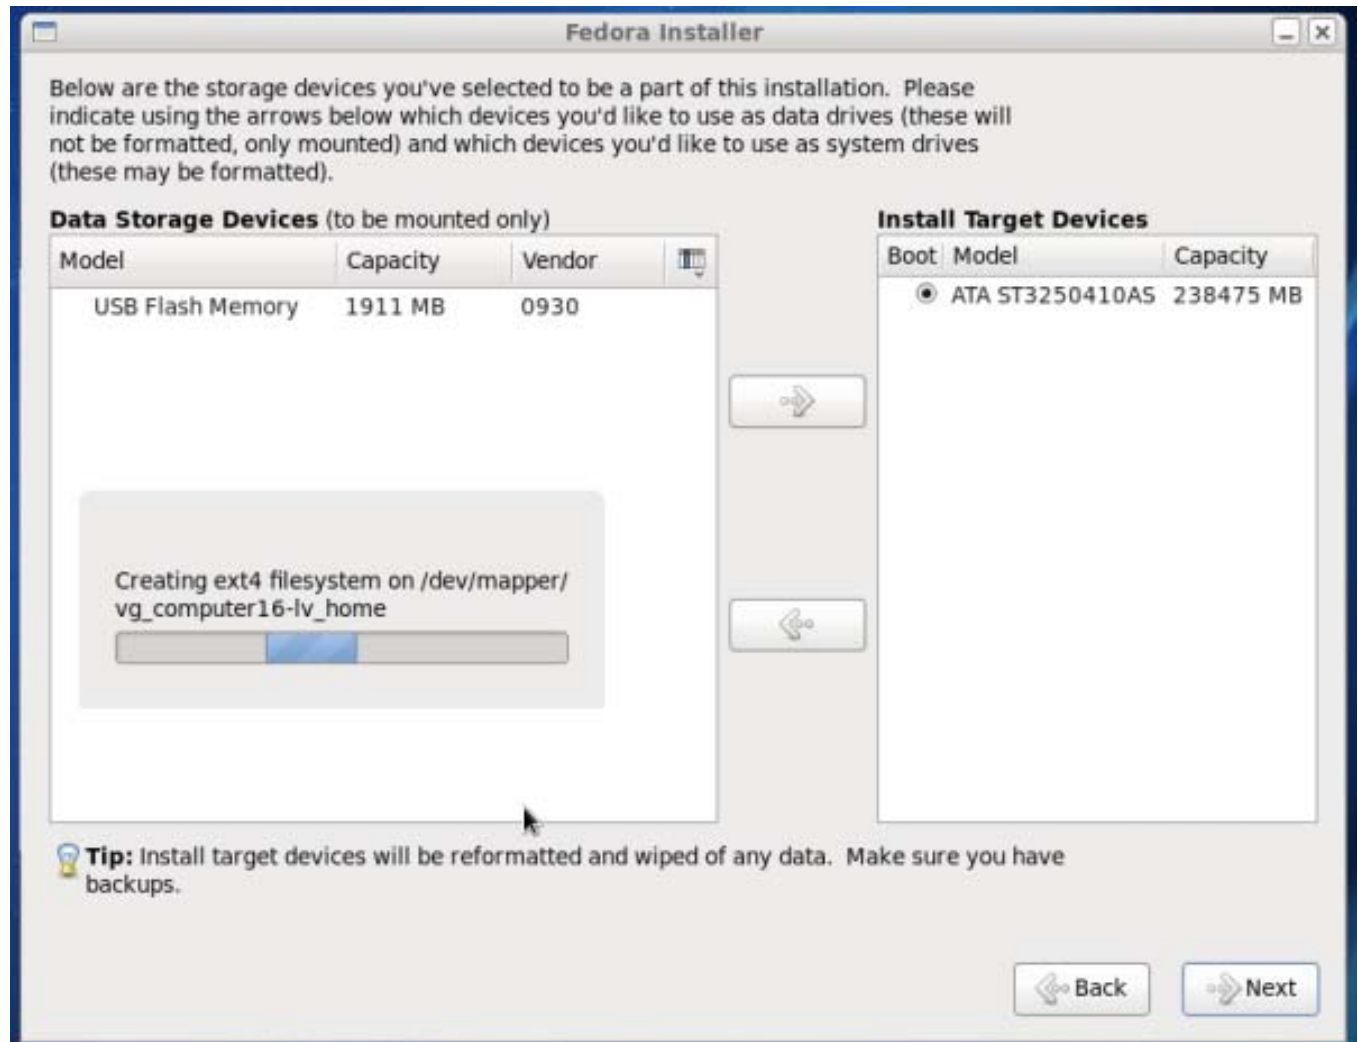 Fedora Installer
Below are the storage devices you've selected to be a part of this installation.  Please
indicate using the arrows below which devices you'd like to use as data drives (these will
not be formatted, only mounted) and which devices you'd like to use as system drives
(these may be formatted).
Data Storage Devices (to be mounted only)
Model Capacity Vendor
USB Flash Memory 1911 MB 0930
Creating ext4 filesystem on /dev/mapper/
vg_computer16-lv_home
Install Target Devices
Boot Model Capacity
ATA ST3250410AS 238475 MB
Tip: Install target devices will be reformatted and wiped of any data.  Make sure you have
backups.
Back
Next